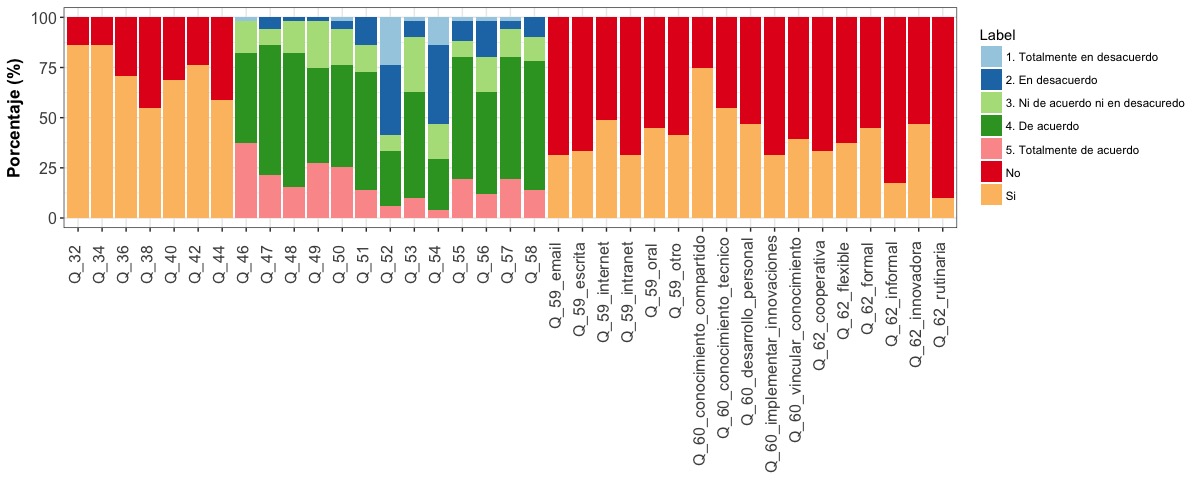 Porcentaje (%)
100
75
50
25
0
Q_32
Q_34
Q_36
Q_38
Q_40
Q_42
Q_44
Q_46
Q_47
Q_48
Q_49
Q_50
Q_51
Q_52
Q_53
Q_54
Q_55
Q_56
Q_57
Q_58
Q_59_email
Q_59_escrita
Q_59_internet
Q_59_intranet
Q_59_oral
Q_59_otro
Q_60_conocimiento_compartido
Q_60_conocimiento_tecnico
Q_60_desarrollo_personal
Q_60_implementar_innovaciones
Q_60_vincular_conocimiento
Q_62_cooperativa
Q_62_flexible
Q_62_formal
Q_62_informal
Q_62_innovadora
Q_62_rutinaria
Label
1. Totalmente en desacuerdo
2. En desacuerdo
3. Ni de acuerdo ni en desacuredo
4. De acuerdo
5. Totalmente de acuerdo
No
Si